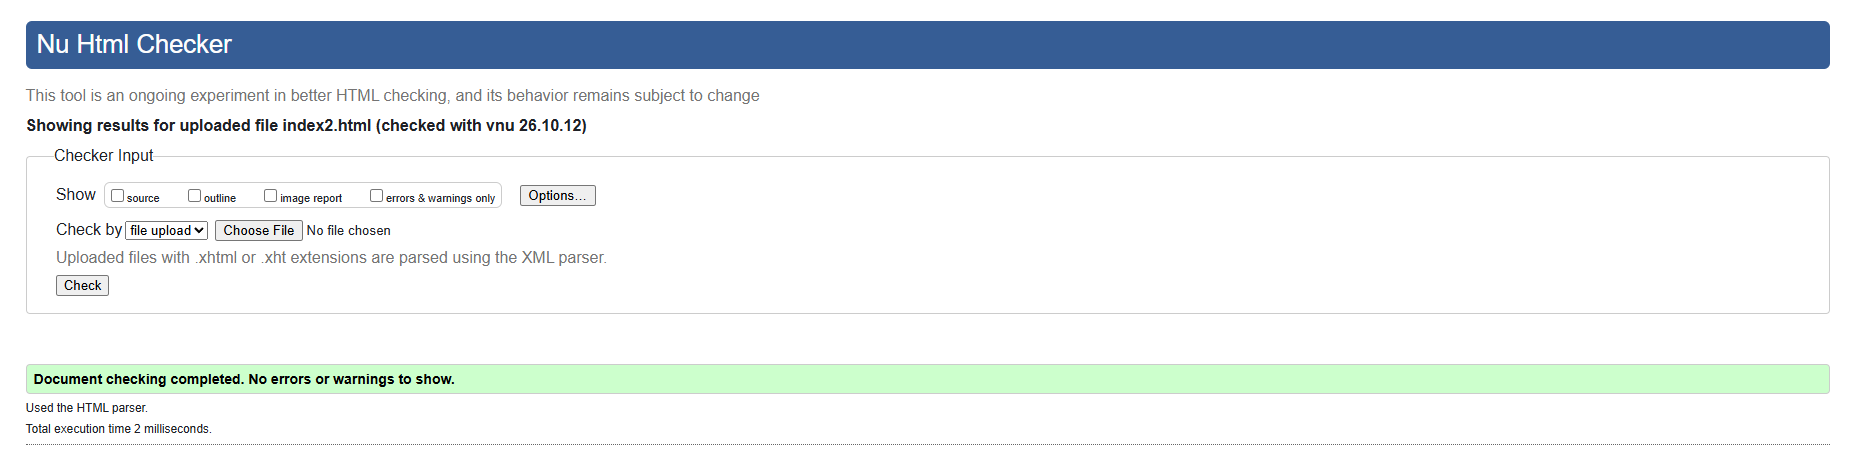 Nu Html Checker
This tool is an ongoing experiment in better HTML checking, and its behavior remains subject to change
Showing results for uploaded file index2.html (checked with vnu 26.10.12)
Checker Input
Show source outline image report errors & warnings only Options...
Check by file upload Choose File No file chosen
Uploaded files with .xhtml or .xht extensions are parsed using the XML parser.
Check
Document checking completed. No errors or warnings to show.
Used the HTML parser.
Total execution time 2 milliseconds.